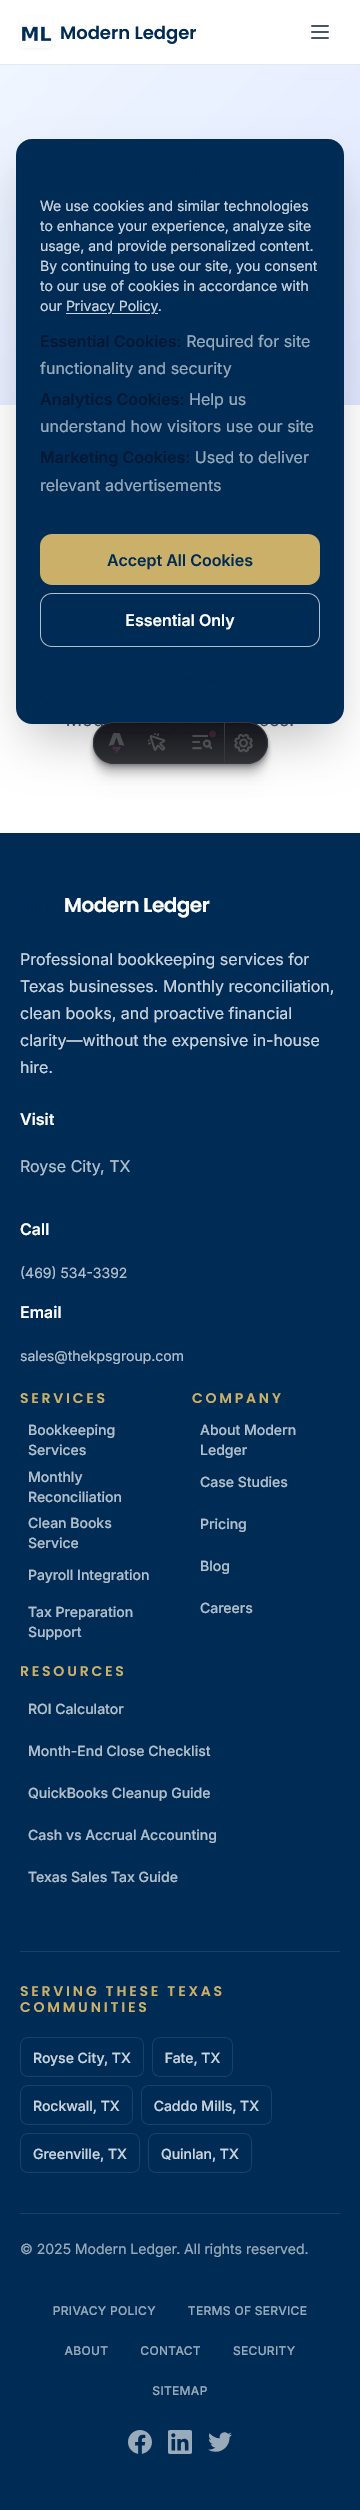 ML Modern Ledger
We use cookies and similar technologies
to enhance your experience, analyze site
usage, and provide personalized content.
By continuing to use our site, you consent
to our use of cookies in accordance with
our Privacy Policy.
Essential Cookies: Required for site
functionality and security
Analytics Cookies: Help us
understand how visitors use our site
Marketing Cookies: Used to deliver
relevant advertisements
Accept All Cookies
Essential Only
Modern Ledger
Professional bookkeeping services for
Texas businesses. Monthly reconciliation,
clean books, and proactive financial
clarity—without the expensive in-house
hire.
Visit
Royse City, TX
Call
(469) 534-3392
Email
sales@thekpsgroup.com
SERVICES
Bookkeeping
Services
Monthly
Reconciliation
Clean Books
Service
Payroll Integration
Tax Preparation
Support
COMPANY
About Modern
Ledger
Case Studies
Pricing
Blog
Careers
RESOURCES
ROI Calculator
Month-End Close Checklist
QuickBooks Cleanup Guide
Cash vs Accrual Accounting
Texas Sales Tax Guide
SERVING THESE TEXAS
COMMUNITIES
Royse City, TX
Fate, TX
Rockwall, TX
Caddo Mills, TX
Greenville, TX
Quinlan, TX
© 2025 Modern Ledger. All rights reserved.
PRIVACY POLICY
TERMS OF SERVICE
ABOUT
CONTACT
SECURITY
SITEMAP